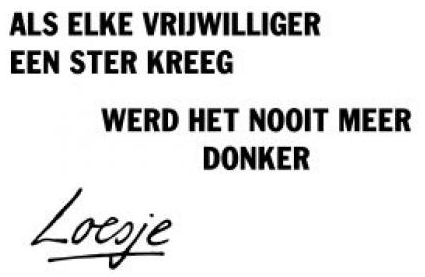 ALS ELKE VRIJWILLIGER
EEN STER KREEG
WERD HET NOOIT MEER
DONKER
Loesje